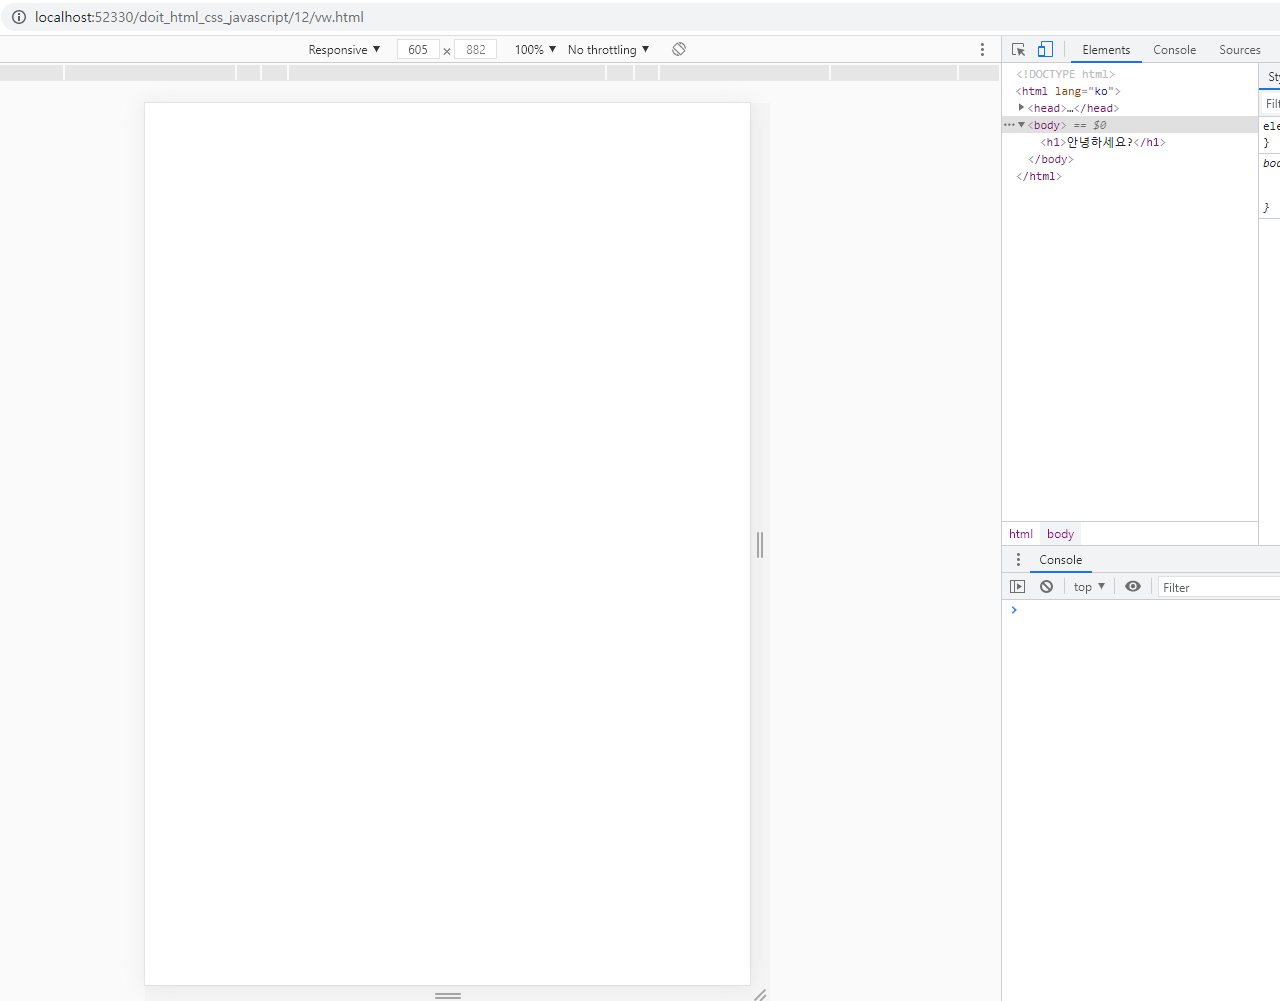 localhost:52330/doit_html_css_javascript/12/vw.html
Responsive ▼ 605 × 882 100% ▼ No throttling ▼
Elements Console Sources
<!DOCTYPE html>
<html lang="ko">
▶<head>…</head>
…▼<body> == $0
<h1>안녕하세요?</h1>
</body>
</html>
html body
Sty
Filt
ele
}
boo
}
Console
top ▼ Filter
>